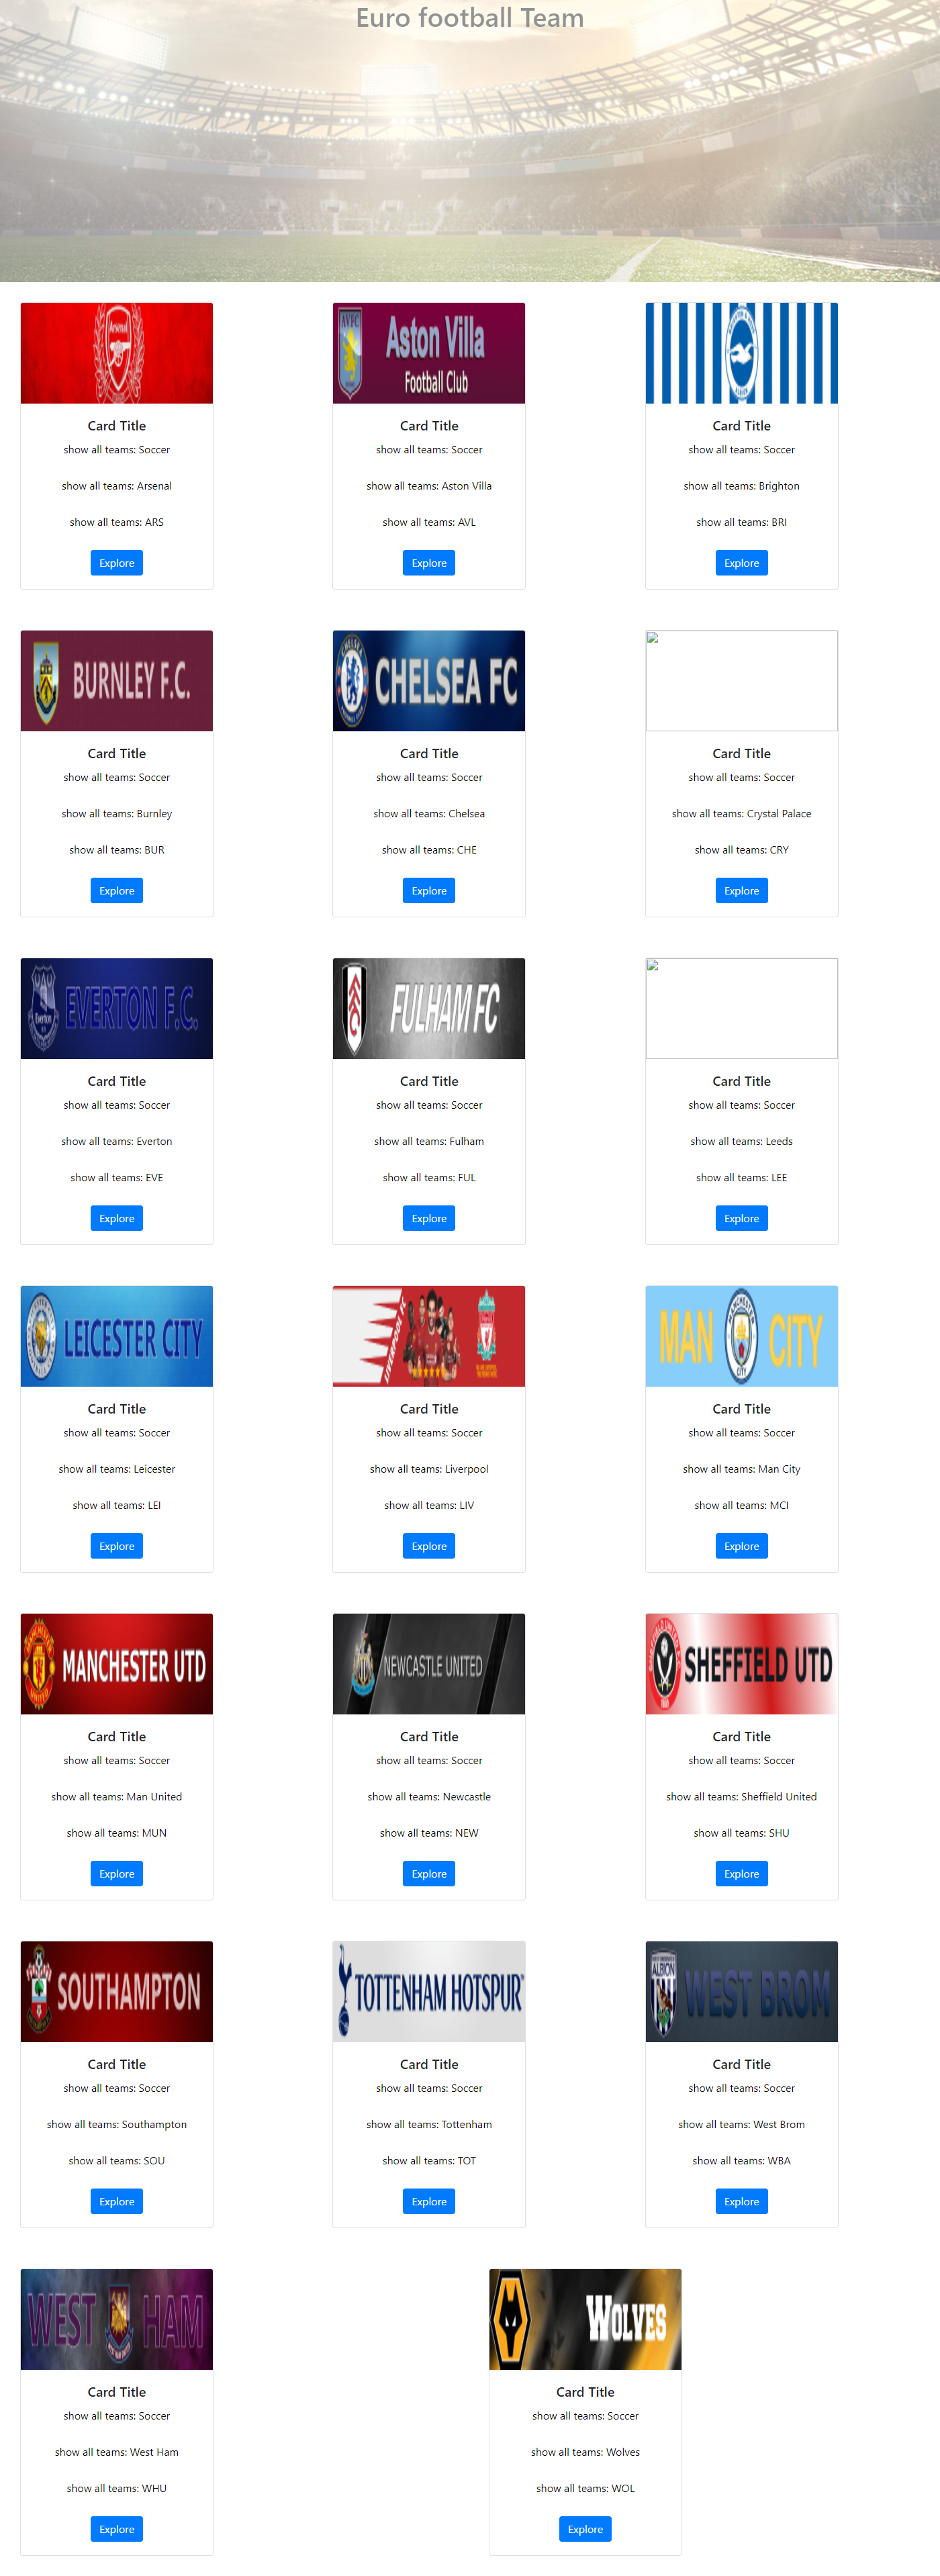 Euro football Team
Arsenal
Card Title
show all teams: Soccer
show all teams: Arsenal
show all teams: ARS
Explore
AVFC
Aston Villa
Football Club
Card Title
show all teams: Soccer
show all teams: Aston Villa
show all teams: AVL
Explore
ALBION
Card Title
show all teams: Soccer
show all teams: Brighton
show all teams: BRI
Explore
BURNLEY F.C.
Card Title
show all teams: Soccer
show all teams: Burnley
show all teams: BUR
Explore
CHELSEA
FOOTBALL CLUB
CHELSEA FC
Card Title
show all teams: Soccer
show all teams: Chelsea
show all teams: CHE
Explore
Card Title
show all teams: Soccer
show all teams: Crystal Palace
show all teams: CRY
Explore
Everton
EVERTON F.C.
Card Title
show all teams: Soccer
show all teams: Everton
show all teams: EVE
Explore
FULHAM FC
Card Title
show all teams: Soccer
show all teams: Fulham
show all teams: FUL
Explore
Card Title
show all teams: Soccer
show all teams: Leeds
show all teams: LEE
Explore
LEICESTER CITY
Card Title
show all teams: Soccer
show all teams: Leicester
show all teams: LEI
Explore
LIVERPOOL FC
Card Title
show all teams: Soccer
show all teams: Liverpool
show all teams: LIV
Explore
MAN CITY
MANCHESTER
CITY
Card Title
show all teams: Soccer
show all teams: Man City
show all teams: MCI
Explore
MANCHESTER
UNITED
MANCHESTER UTD
Card Title
show all teams: Soccer
show all teams: Man United
show all teams: MUN
Explore
NEWCASTLE UNITED
Card Title
show all teams: Soccer
show all teams: Newcastle
show all teams: NEW
Explore
SHEFFIELD UTD
Card Title
show all teams: Soccer
show all teams: Sheffield United
show all teams: SHU
Explore
SOUTHAMPTON
Card Title
show all teams: Soccer
show all teams: Southampton
show all teams: SOU
Explore
TOTTENHAM HOTSPUR
Card Title
show all teams: Soccer
show all teams: Tottenham
show all teams: TOT
Explore
ALBION
WEST BROM
Card Title
show all teams: Soccer
show all teams: West Brom
show all teams: WBA
Explore
WEST HAM
Card Title
show all teams: Soccer
show all teams: West Ham
show all teams: WHU
Explore
WOLVES
Card Title
show all teams: Soccer
show all teams: Wolves
show all teams: WOL
Explore